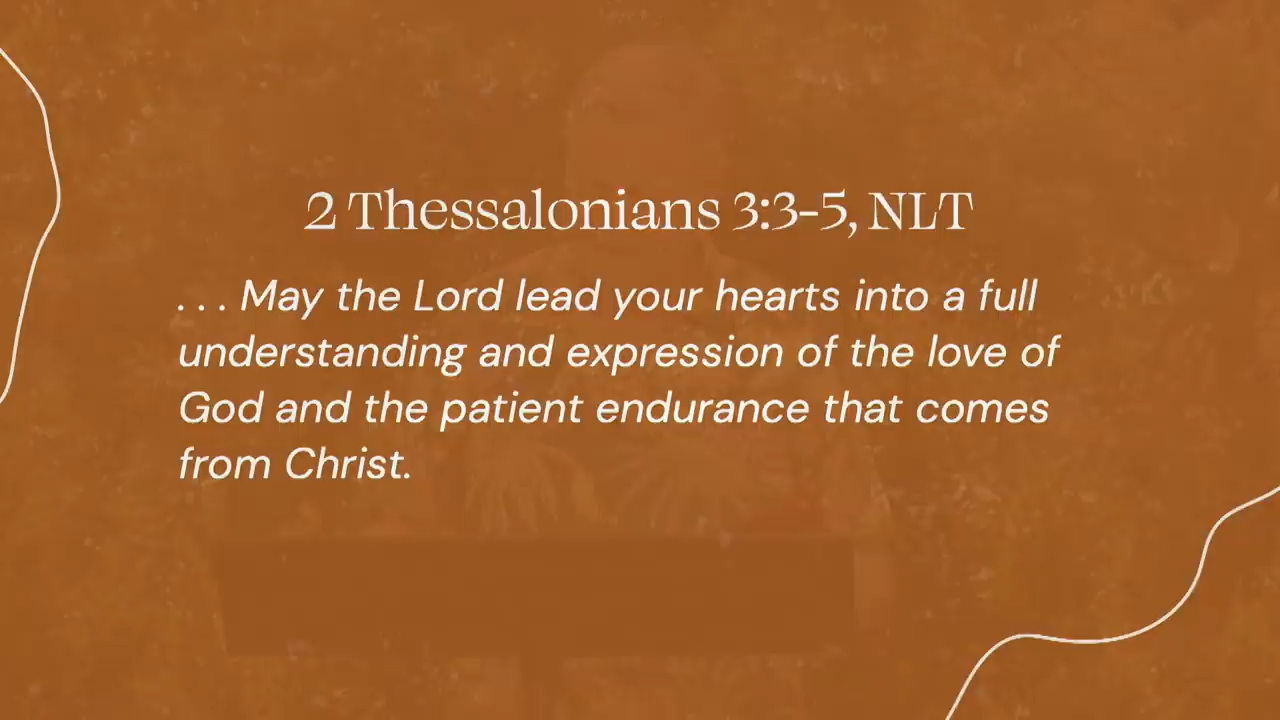 2 Thessalonians 3:3-5, NLT
. . . May the Lord lead your hearts into a full
understanding and expression of the love of
God and the patient endurance that comes
from Christ.